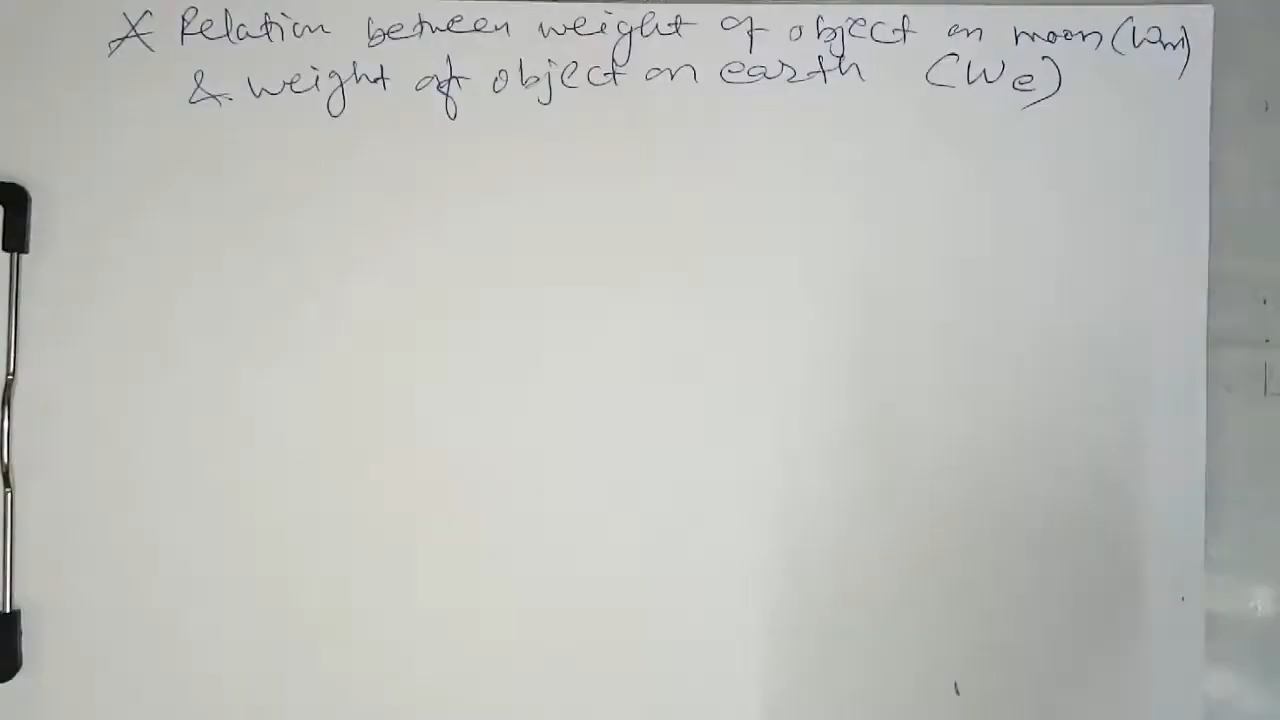 Relation between weight of object on moon (Wm)
& weight of object on earth (We)